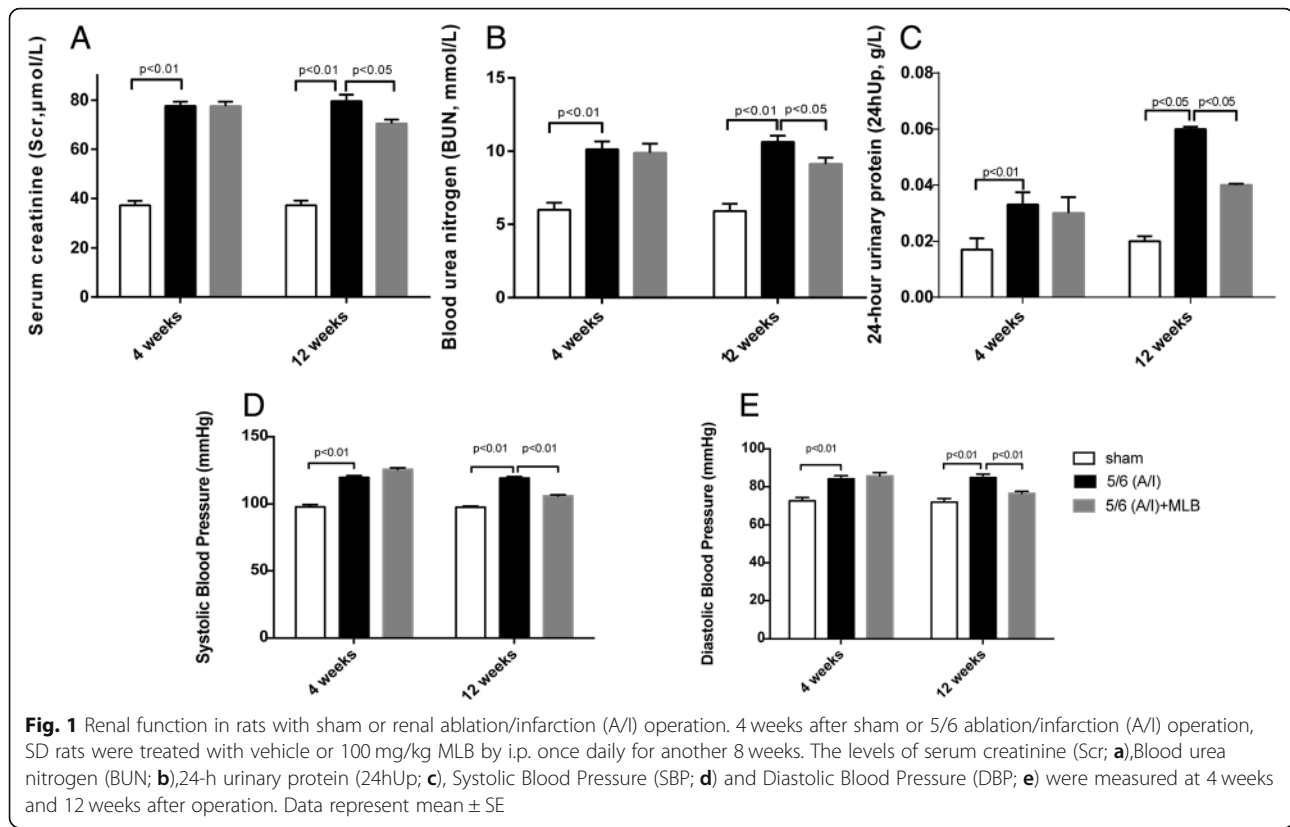 A
Serum creatinine (Scr,μmol/L)
80
60
40
20
0
p<0.01
p<0.01
p<0.05
4 weeks
12 weeks
B
Blood urea nitrogen (BUN, mmol/L)
15
10
5
0
p<0.01
p<0.01
p<0.05
4 weeks
12 weeks
C
24-hour urinary protein (24hUp, g/L)
0.08
0.06
0.04
0.02
0.00
p<0.01
p<0.05
p<0.05
4 weeks
12 weeks
D
Systolic Blood Pressure (mmHg)
150
100
50
0
p<0.01
p<0.01
p<0.01
4 weeks
12 weeks
E
Diastolic Blood Pressure (mmHg)
100
80
60
40
20
0
p<0.01
p<0.01
p<0.01
4 weeks
12 weeks
sham
5/6 (A/I)
5/6 (A/I)+MLB
Fig. 1 Renal function in rats with sham or renal ablation/infarction (A/I) operation. 4 weeks after sham or 5/6 ablation/infarction (A/I) operation,
SD rats were treated with vehicle or 100 mg/kg MLB by i.p. once daily for another 8 weeks. The levels of serum creatinine (Scr; a),Blood urea
nitrogen (BUN; b),24-h urinary protein (24hUp; c), Systolic Blood Pressure (SBP; d) and Diastolic Blood Pressure (DBP; e) were measured at 4 weeks
and 12 weeks after operation. Data represent mean ± SE